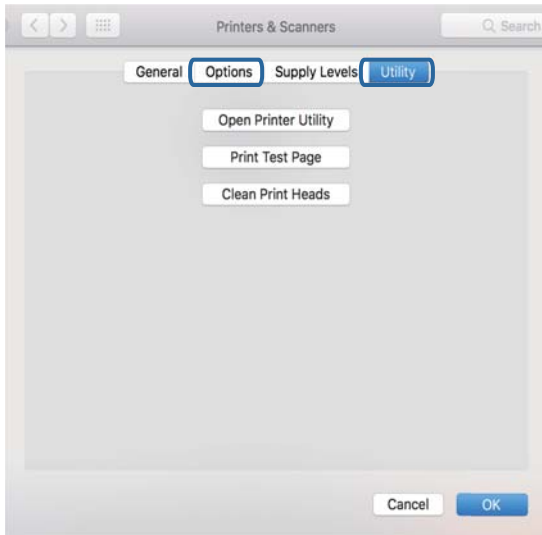 Printers & Scanners Search
General Options Supply Levels Utility
Open Printer Utility
Print Test Page
Clean Print Heads
Cancel OK